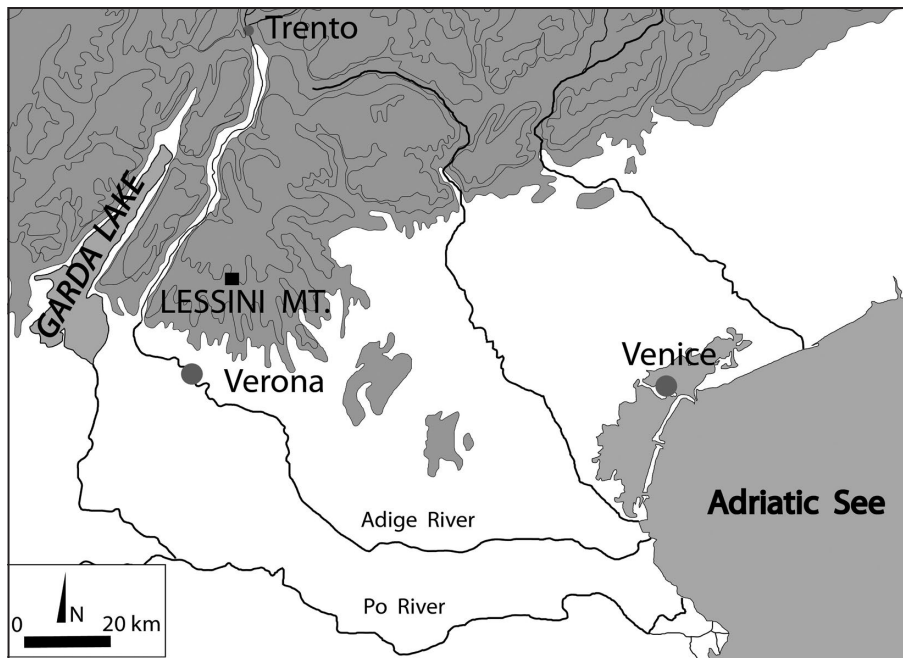 Trento
GARDA LAKE
LESSINI MT.
Verona
Venice
Adriatic See
Adige River
Po River
N
0 20 km